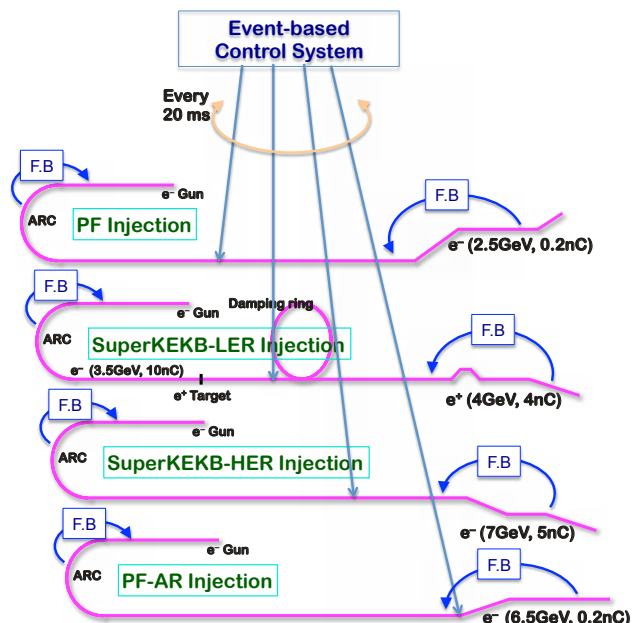 Event-based
Control System
Every
20 ms
F.B
e⁻ Gun
ARC
PF Injection
F.B
e⁻ (2.5GeV, 0.2nC)
F.B
e⁻ Gun
Damping ring
ARC
SuperKEKB-LER Injection
F.B
e⁻ (3.5GeV, 10nC)
e⁺ Target
e⁺ (4GeV, 4nC)
F.B
e⁻ Gun
ARC
SuperKEKB-HER Injection
F.B
e⁻ (7GeV, 5nC)
F.B
e⁻ Gun
ARC
PF-AR Injection
F.B
e⁻ (6.5GeV, 0.2nC)